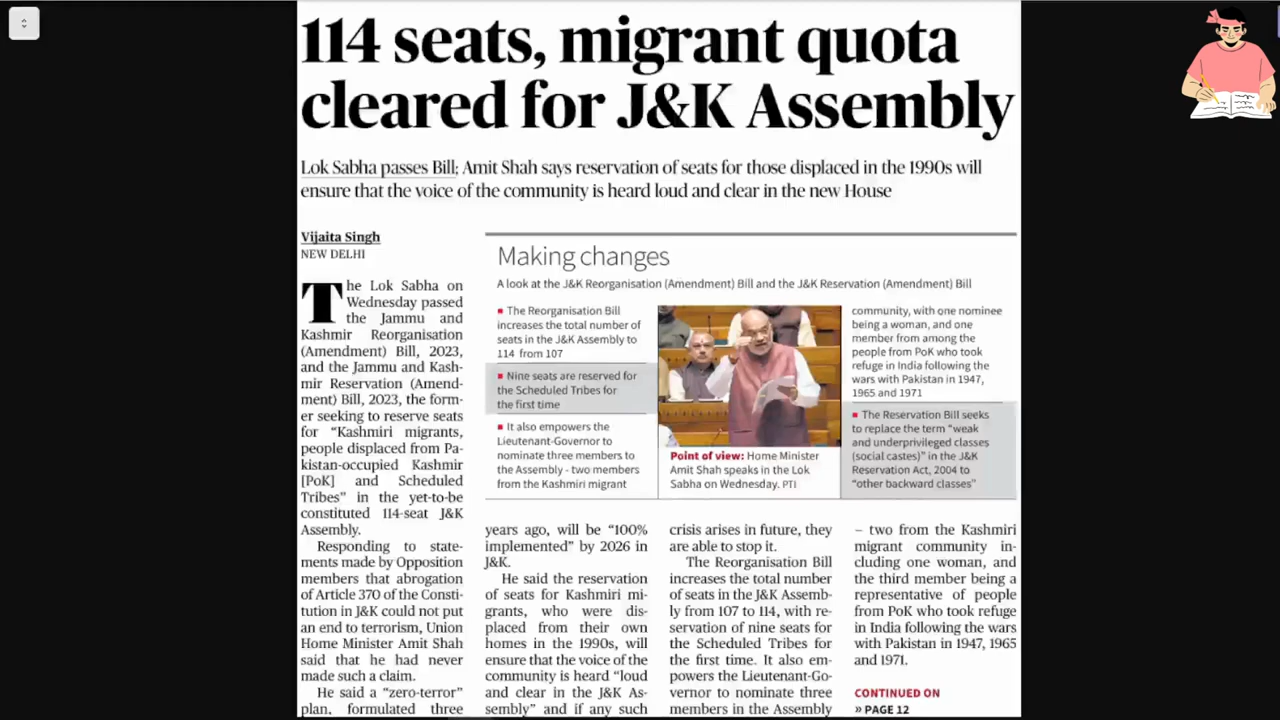 114 seats, migrant quota
cleared for J&K Assembly
Lok Sabha passes Bill; Amit Shah says reservation of seats for those displaced in the 1990s will
ensure that the voice of the community is heard loud and clear in the new House
Vijaita Singh
NEW DELHI
The Lok Sabha on
Wednesday passed
the Jammu and
Kashmir Reorganisation
(Amendment) Bill, 2023,
and the Jammu and Kash-
mir Reservation (Amend-
ment) Bill, 2023, the form-
er seeking to reserve seats
for “Kashmiri migrants,
people displaced from Pa-
kistan-occupied Kashmir
[PoK] and Scheduled
Tribes” in the yet-to-be
constituted 114-seat J&K
Assembly.
Responding to state-
ments made by Opposition
members that abrogation
of Article 370 of the Consti-
tution in J&K could not put
an end to terrorism, Union
Home Minister Amit Shah
said that he had never
made such a claim.
He said a “zero-terror”
plan, formulated three
Making changes
A look at the J&K Reorganisation (Amendment) Bill and the J&K Reservation (Amendment) Bill
The Reorganisation Bill
increases the total number of
seats in the J&K Assembly to
114 from 107
Nine seats are reserved for
the Scheduled Tribes for
the first time
It also empowers the
Lieutenant-Governor to
nominate three members to
the Assembly - two members
from the Kashmiri migrant
Point of view: Home Minister
Amit Shah speaks in the Lok
Sabha on Wednesday. PTI
community, with one nominee
being a woman, and one
member from among the
people from PoK who took
refuge in India following the
wars with Pakistan in 1947,
1965 and 1971
The Reservation Bill seeks
to replace the term “weak
and underprivileged classes
(social castes)” in the J&K
Reservation Act, 2004 to
“other backward classes”
years ago, will be “100%
implemented” by 2026 in
J&K.
He said the reservation
of seats for Kashmiri mi-
grants, who were dis-
placed from their own
homes in the 1990s, will
ensure that the voice of the
community is heard “loud
and clear in the J&K As-
sembly” and if any such
crisis arises in future, they
are able to stop it.
The Reorganisation Bill
increases the total number
of seats in the J&K Assemb-
ly from 107 to 114, with re-
servation of nine seats for
the Scheduled Tribes for
the first time. It also em-
powers the Lieutenant-Go-
vernor to nominate three
members in the Assembly
– two from the Kashmiri
migrant community in-
cluding one woman, and
the third member being a
representative of people
from PoK who took refuge
in India following the wars
with Pakistan in 1947, 1965
and 1971.
CONTINUED ON
» PAGE 12